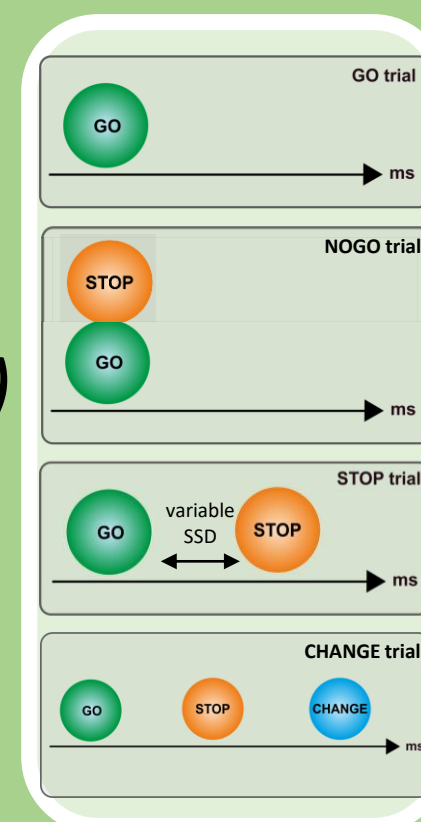 GO trial
GO
ms
NOGO trial
STOP
GO
ms
STOP trial
variable
SSD
GO
STOP
ms
CHANGE trial
GO
STOP
CHANGE
ms